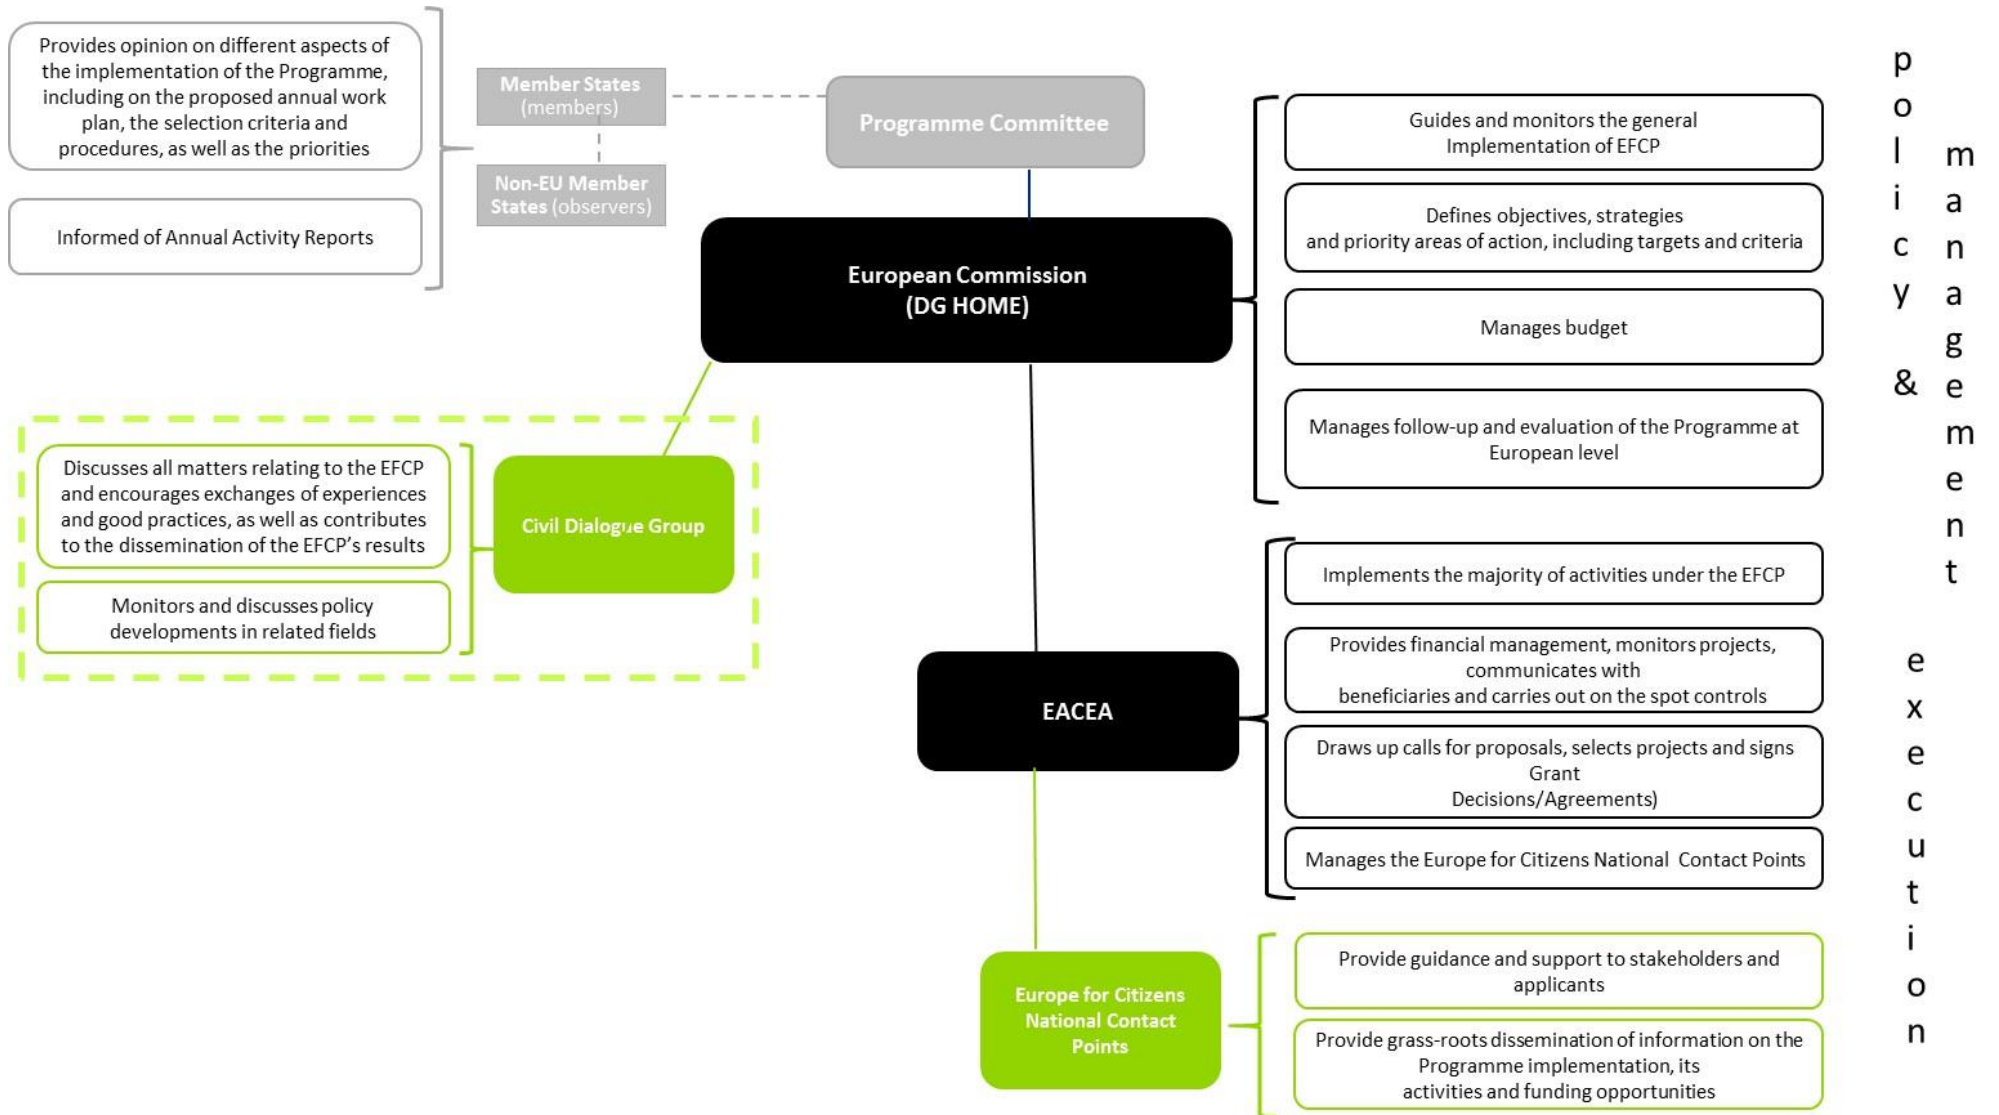 Provides opinion on different aspects of
the implementation of the Programme,
including on the proposed annual work
plan, the selection criteria and
procedures, as well as the priorities
Informed of Annual Activity Reports
Member States
(members)
Non-EU Member
States (observers)
Programme Committee
European Commission
(DG HOME)
Guides and monitors the general
Implementation of EFCP
Defines objectives, strategies
and priority areas of action, including targets and criteria
Manages budget
Manages follow-up and evaluation of the Programme at
European level
policy &
management
Discusses all matters relating to the EFCP
and encourages exchanges of experiences
and good practices, as well as contributes
to the dissemination of the EFCP's results
Monitors and discusses policy
developments in related fields
Civil Dialogue Group
EACEA
Implements the majority of activities under the EFCP
Provides financial management, monitors projects,
communicates with
beneficiaries and carries out on the spot controls
Draws up calls for proposals, selects projects and signs
Grant
Decisions/Agreements)
Manages the Europe for Citizens National Contact Points
execution
Europe for Citizens
National Contact
Points
Provide guidance and support to stakeholders and
applicants
Provide grass-roots dissemination of information on the
Programme implementation, its
activities and funding opportunities